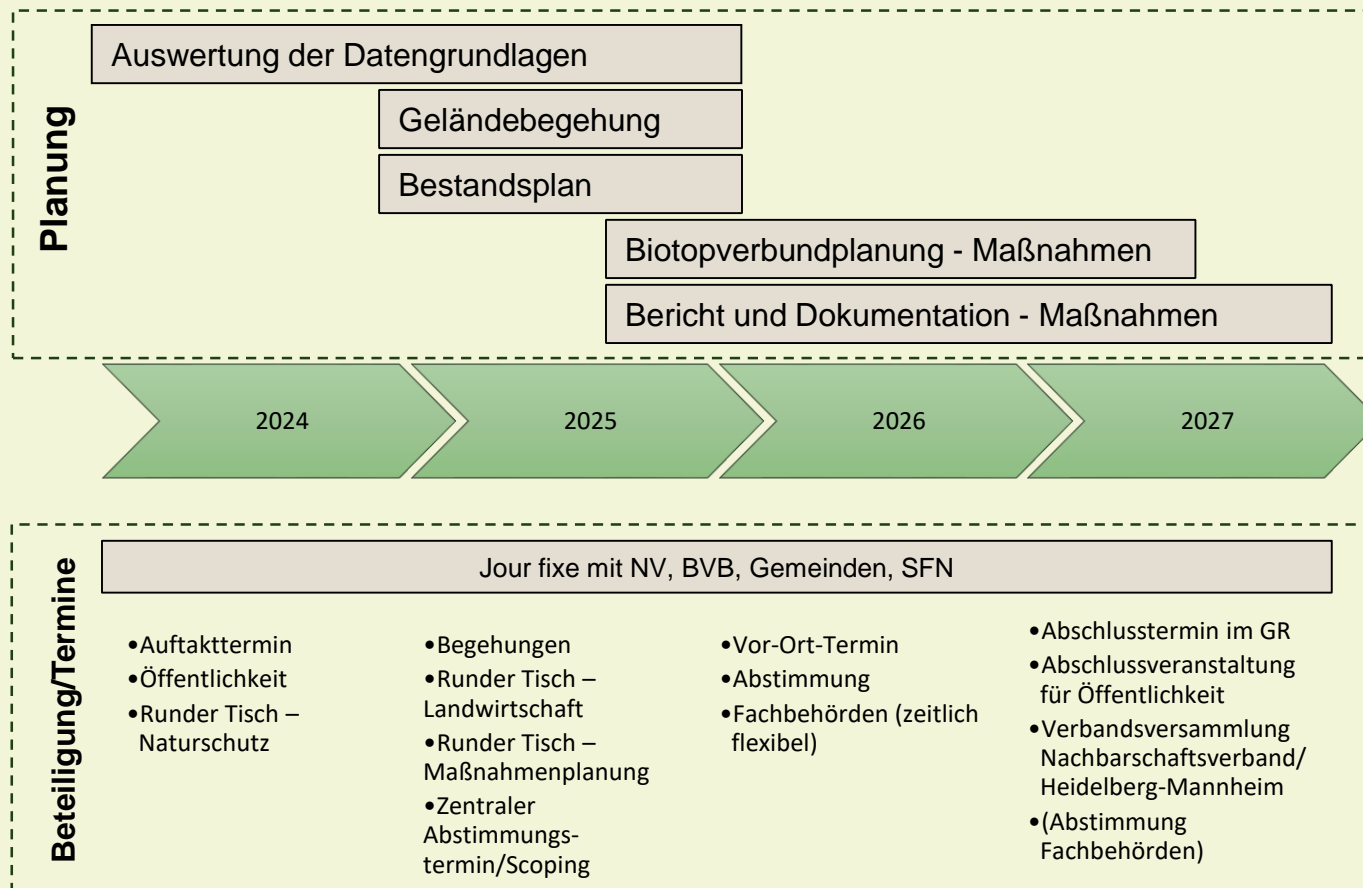 Planung
Auswertung der Datengrundlagen
Geländebegehung
Bestandsplan
Biotopverbundplanung - Maßnahmen
Bericht und Dokumentation - Maßnahmen
2024
2025
2026
2027
Beteiligung/Termine
Jour fixe mit NV, BVB, Gemeinden, SFN
•Auftakttermin
•Öffentlichkeit
•Runder Tisch –
Naturschutz
•Begehungen
•Runder Tisch –
Landwirtschaft
•Runder Tisch –
Maßnahmenplanung
•Zentraler
Abstimmungs-
termin/Scoping
•Vor-Ort-Termin
•Abstimmung
•Fachbehörden (zeitlich
flexibel)
•Abschlusstermin im GR
•Abschlussveranstaltung
für Öffentlichkeit
•Verbandsversammlung
Nachbarschaftsverband/
Heidelberg-Mannheim
•(Abstimmung
Fachbehörden)